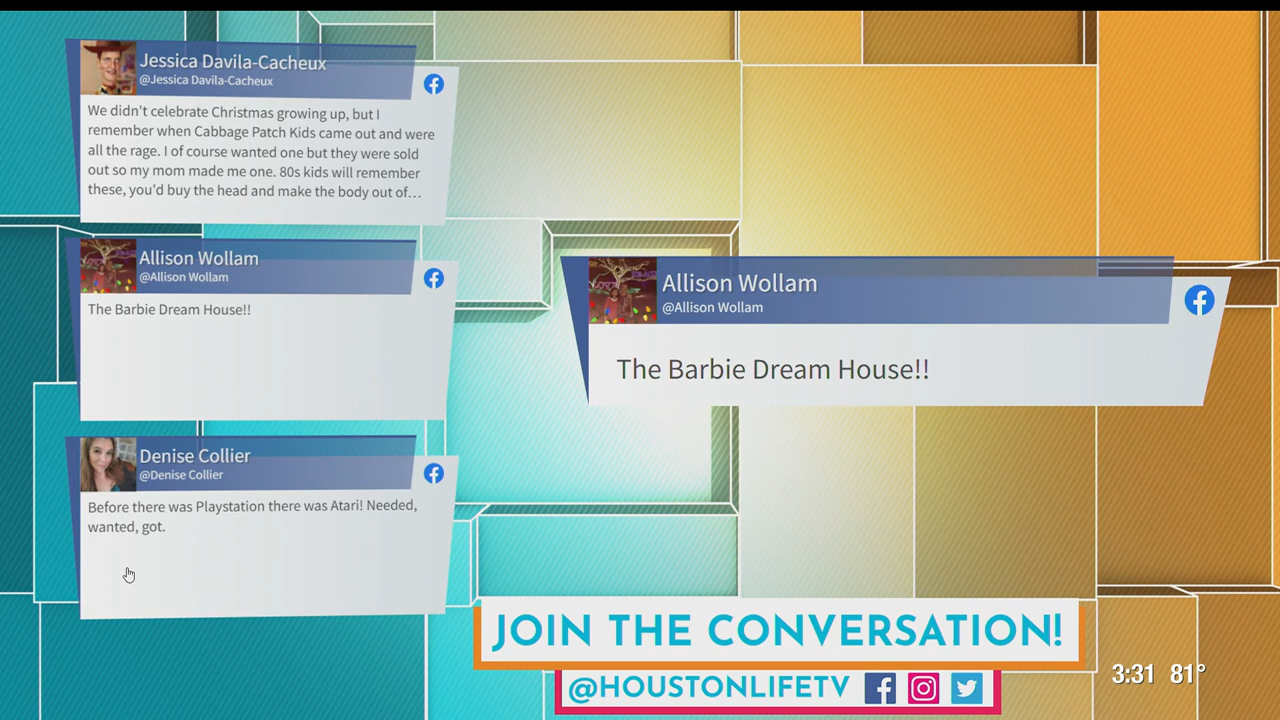 Jessica Davila-Cacheux
@Jessica Davila-Cacheux
We didn't celebrate Christmas growing up, but I
remember when Cabbage Patch Kids came out and were
all the rage. I of course wanted one but they were sold
out so my mom made me one. 80s kids will remember
these, you'd buy the head and make the body out of...
Allison Wollam
@Allison Wollam
The Barbie Dream House!!
Denise Collier
@Denise Collier
Before there was Playstation there was Atari! Needed,
wanted, got.
Allison Wollam
@Allison Wollam
The Barbie Dream House!!
JOIN THE CONVERSATION!
@HOUSTONLIFETV
3:31 81°